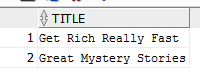 TITLE
1 Get Rich Really Fast
2 Great Mystery Stories